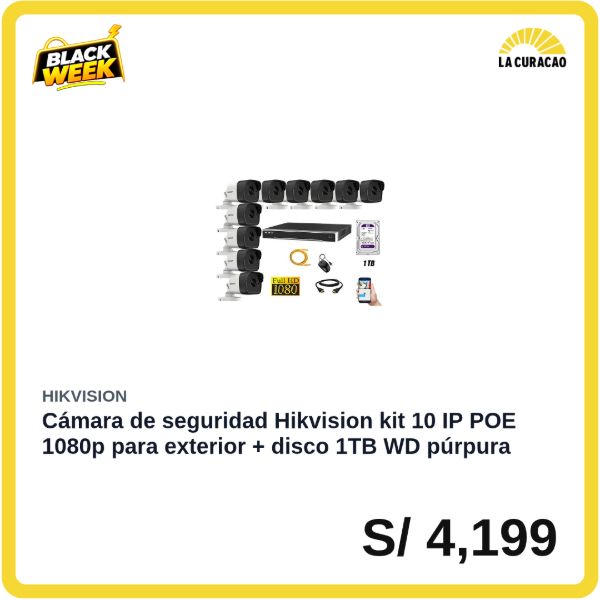 BLACK
WEEK
LA CURACAO
1TB
Full HD
1080
HIKVISION
Cámara de seguridad Hikvision kit 10 IP POE
1080p para exterior + disco 1TB WD púrpura
S/ 4,199